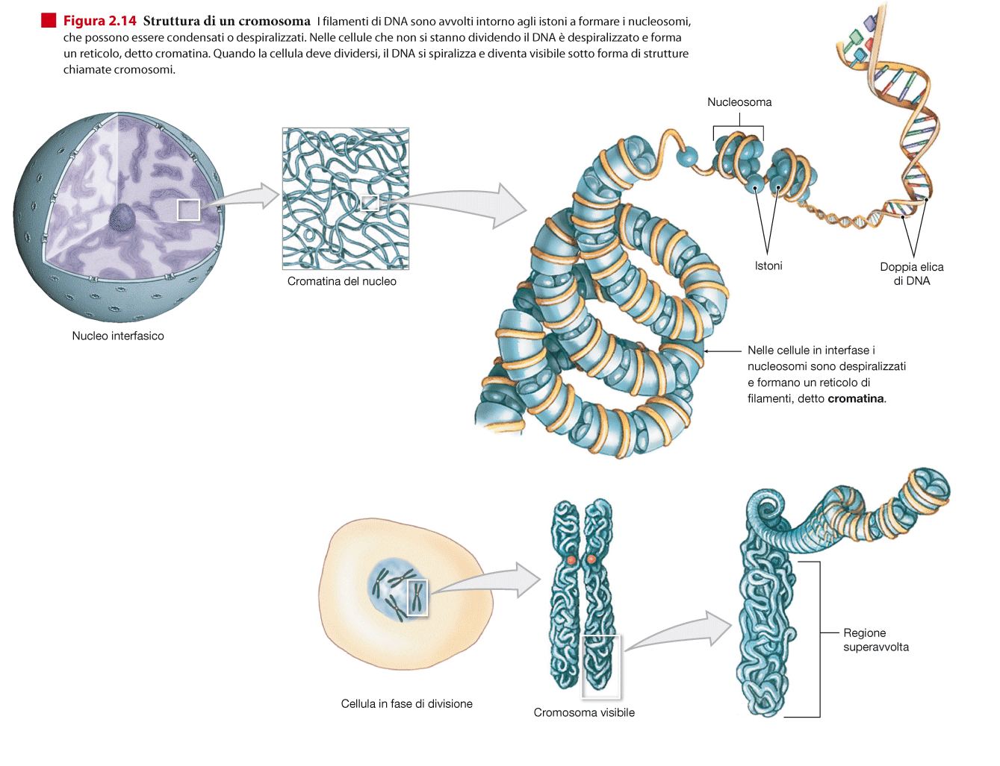 Figura 2.14 Struttura di un cromosoma I filamenti di DNA sono avvolti intorno agli istoni a formare i nucleosomi,
che possono essere condensati o despiralizzati. Nelle cellule che non si stanno dividendo il DNA è despiralizzato e forma
un reticolo, detto cromatina. Quando la cellula deve dividersi, il DNA si spiralizza e diventa visibile sotto forma di strutture
chiamate cromosomi.
Nucleosoma
Istoni
Doppia elica
di DNA
Cromatina del nucleo
Nucleo interfasico
Nelle cellule in interfase i
nucleosomi sono despiralizzati
e formano un reticolo di
filamenti, detto cromatina.
Regione
superavvolta
Cellula in fase di divisione
Cromosoma visibile